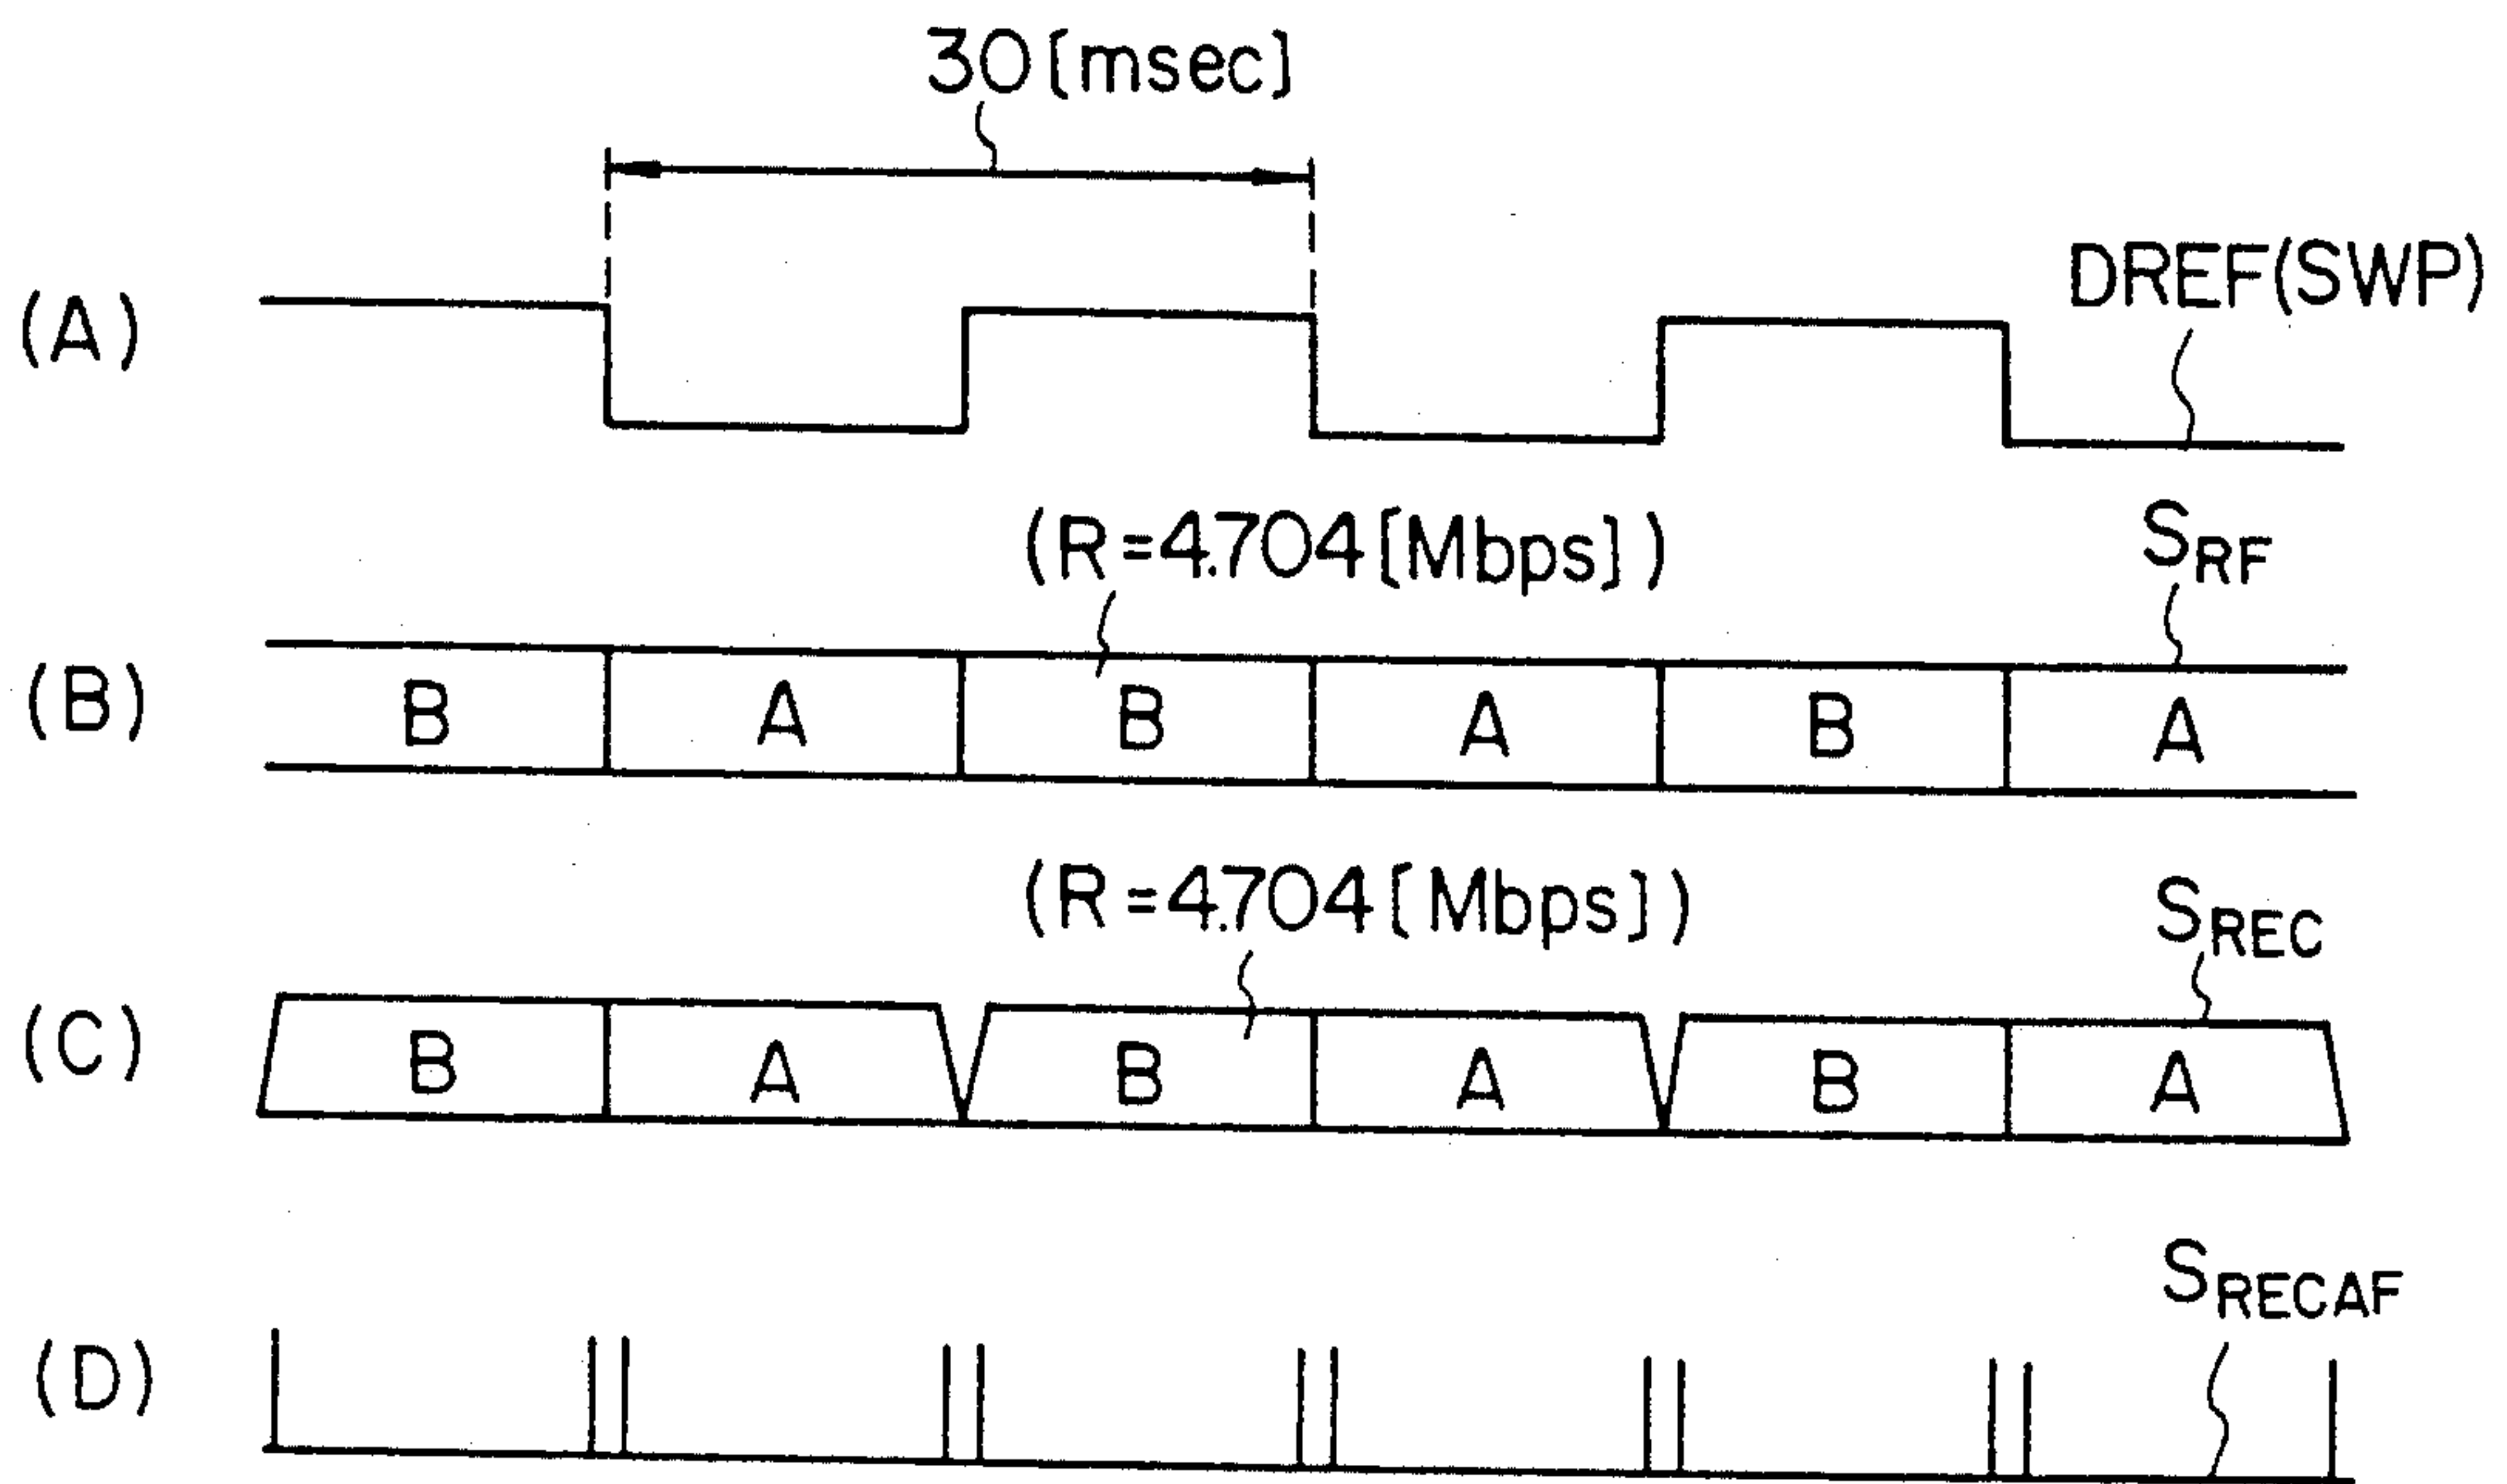 30[msec]
(A)
DREF(SWP)
(R=4.704[Mbps])
SRF
(B)
B A B A B A
(R=4.704[Mbps])
SREC
(C)
B A B A B A
SRECAF
(D)